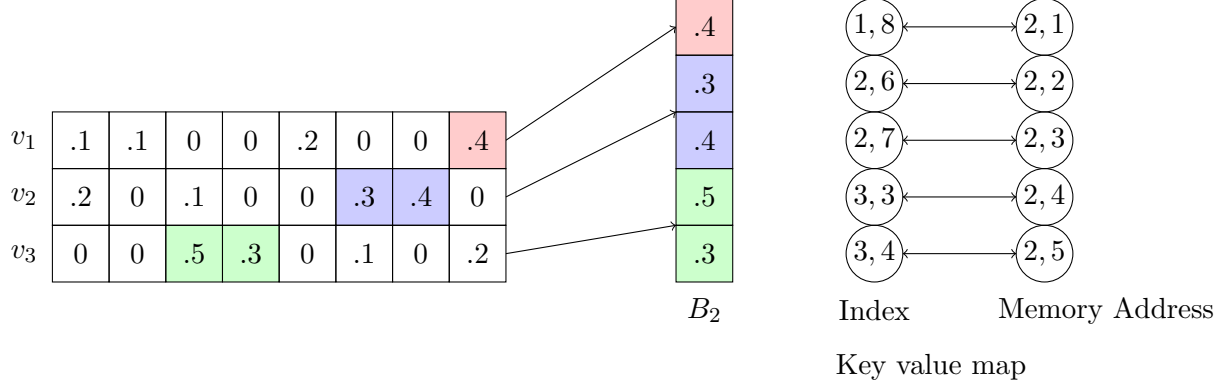 .4 1, 8 2, 1
.3 2, 6 2, 2
v1 .1 .1 0 0 .2 0 0 .4 .4 2, 7 2, 3
v2 .2 0 .1 0 0 .3 .4 0 .5 3, 3 2, 4
v3 0 0 .5 .3 0 .1 0 .2 .3 3, 4 2, 5
B2 Index Memory Address
Key value map